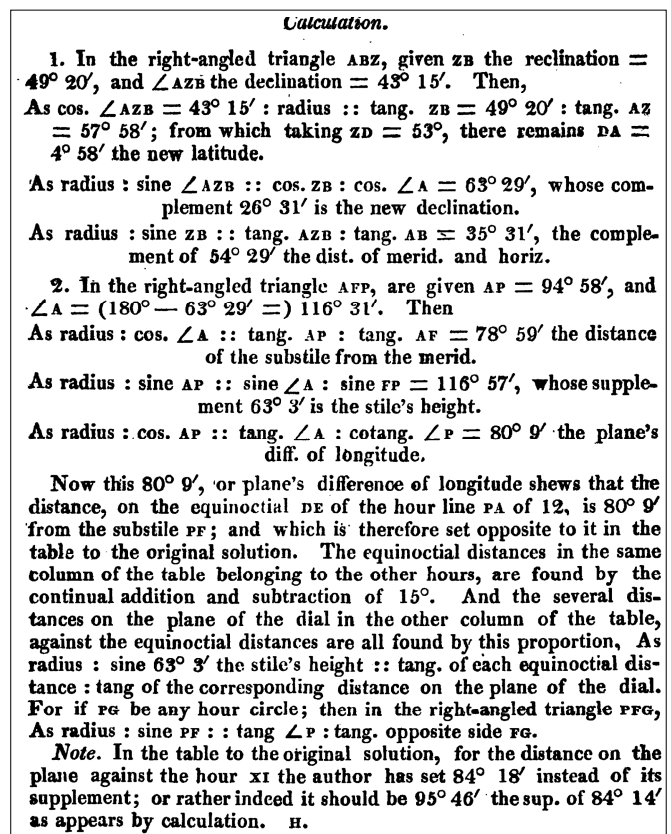 Calculation.
1. In the right-angled triangle ABZ, given ZB the reclination =
49° 20′, and ∠AZB the declination = 43° 15′. Then,
As cos. ∠AZB = 43° 15′ : radius :: tang. ZB = 49° 20′ : tang. AZ
= 57° 58′; from which taking ZD = 53°, there remains DA =
4° 58′ the new latitude.
As radius : sine ∠AZB :: cos. ZB : cos. ∠A = 63° 29′, whose com-
plement 26° 31′ is the new declination.
As radius : sine ZB :: tang. AZB : tang. AB = 35° 31′, the comple-
ment of 54° 29′ the dist. of merid. and horiz.
2. In the right-angled triangle AFP, are given AP = 94° 58′, and
∠A = (180° — 63° 29′ =) 116° 31′. Then
As radius : cos. ∠A :: tang. AP : tang. AF = 78° 59′ the distance
of the substile from the merid.
As radius : sine AP :: sine ∠A : sine FP = 116° 57′, whose supple-
ment 63° 3′ is the stile's height.
As radius : cos. AP :: tang. ∠A : cotang. ∠P = 80° 9′ the plane's
diff. of longitude.
Now this 80° 9′, or plane's difference of longitude shews that the
distance, on the equinoctial DE of the hour line PA of 12, is 80° 9′
from the substile PF; and which is therefore set opposite to it in the
table to the original solution. The equinoctial distances in the same
column of the table belonging to the other hours, are found by the
continual addition and subtraction of 15°. And the several dis-
tances on the plane of the dial in the other column of the table,
against the equinoctial distances are all found by this proportion, As
radius : sine 63° 3′ the stile's height :: tang. of each equinoctial dis-
tance : tang of the corresponding distance on the plane of the dial.
For if PG be any hour circle; then in the right-angled triangle PFG,
As radius : sine PF : : tang ∠P : tang. opposite side FG.
Note. In the table to the original solution, for the distance on the
plane against the hour XI the author has set 84° 18′ instead of its
supplement; or rather indeed it should be 95° 46′ the sup. of 84° 14′
as appears by calculation. H.